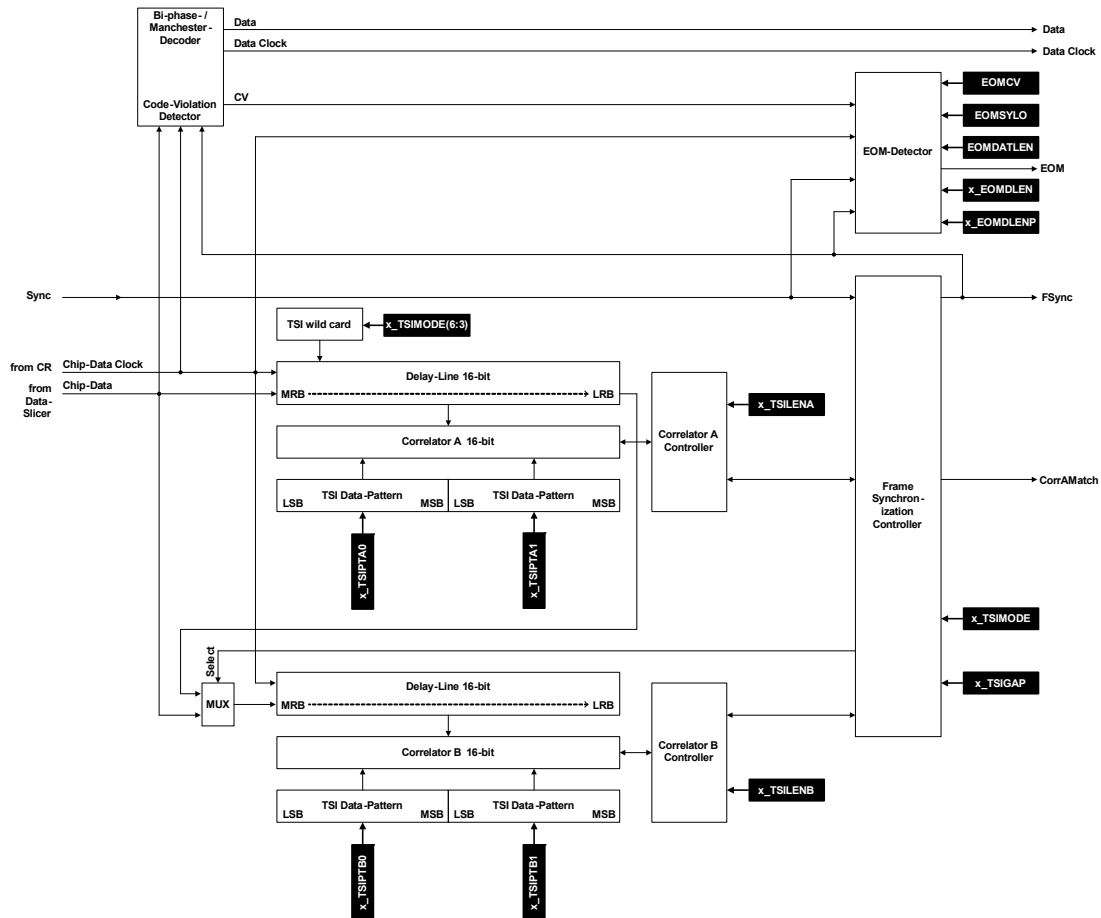 Bi-phase- /
Manchester-
Decoder
Data
Data
Data Clock
Data Clock
CV
Code-Violation
Detector
EOMCV
EOMSYLO
EOM-Detector
EOMDATLEN
EOM
x_EOMDLEN
x_EOMDLENP
Sync
FSync
TSI wild card
x_TSIMODE(6:3)
from CR
Chip-Data Clock
Delay-Line 16-bit
from
Data-
Slicer
Chip-Data
MRB
LRB
x_TSILENA
Correlator A 16-bit
Correlator A
Controller
TSI Data-Pattern
LSB
MSB
TSI Data-Pattern
LSB
MSB
Frame
Synchron-
ization
Controller
CorrAMatch
x_TSIPTA0
x_TSIPTA1
x_TSIMODE
Select
x_TSIGAP
MUX
Delay-Line 16-bit
MRB
LRB
Correlator B 16-bit
Correlator B
Controller
x_TSILENB
TSI Data-Pattern
LSB
MSB
TSI Data-Pattern
LSB
MSB
x_TSIPTB0
x_TSIPTB1